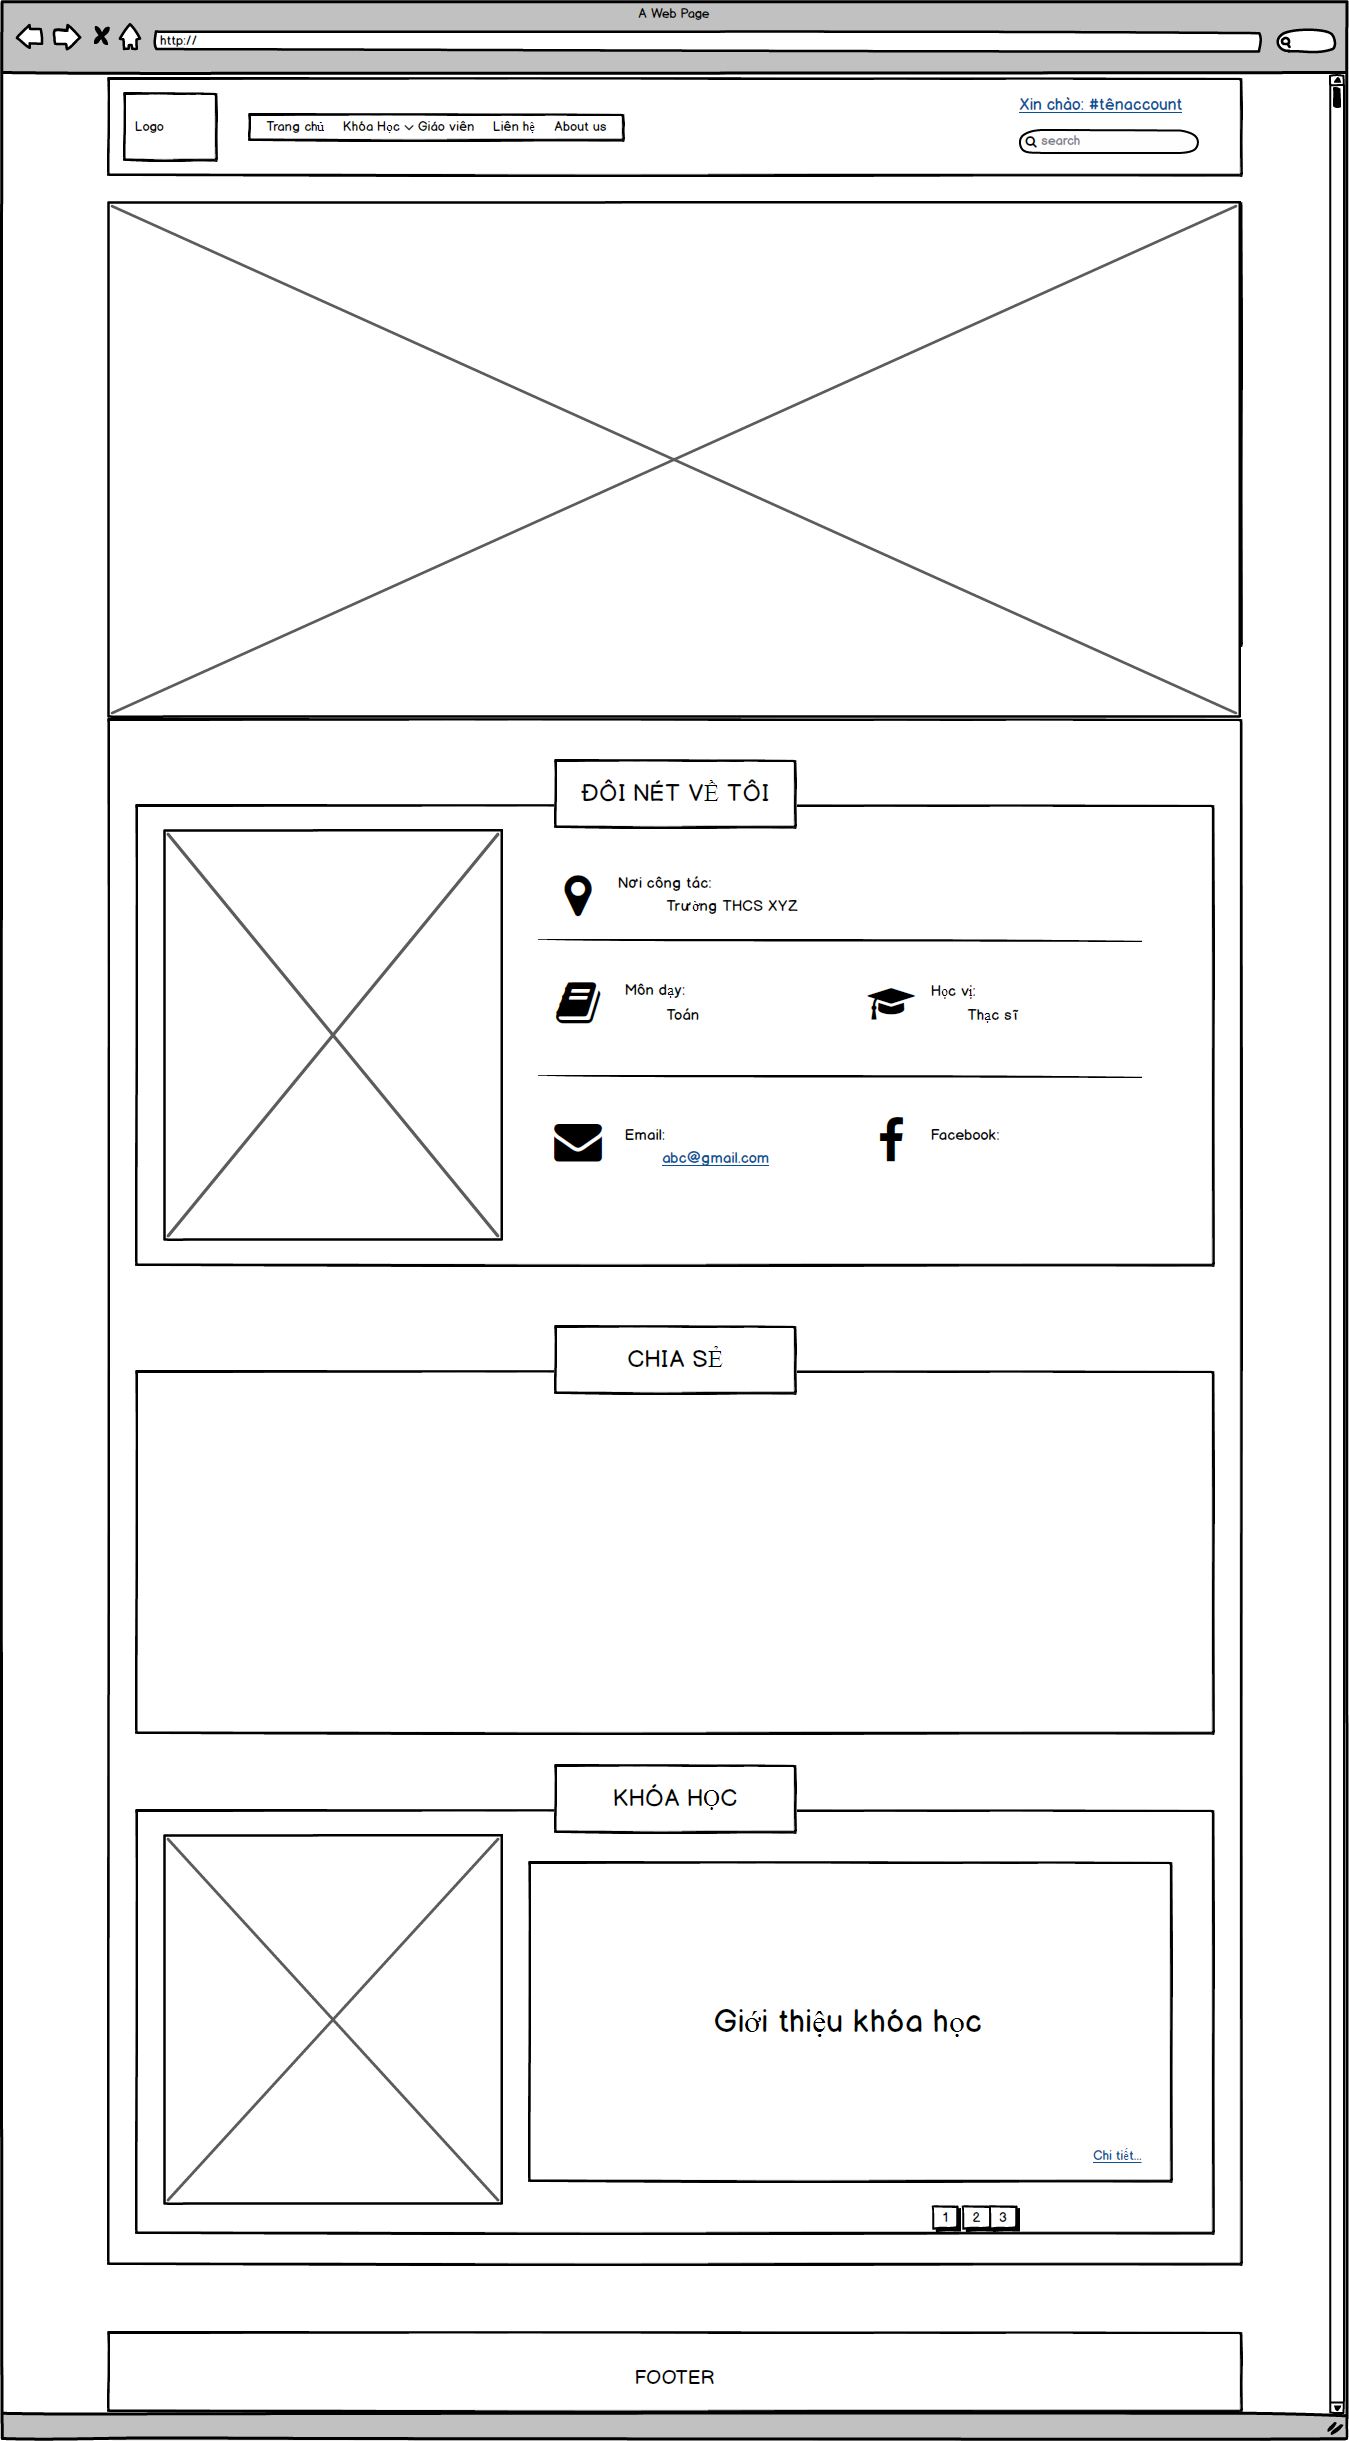 A Web Page
http://
Logo
Trang chủ Khóa Học Giáo viên Liên hệ About us
Xin chào: #tênaccount
search
ĐÔI NÉT VỀ TÔI
Nơi công tác:
Trường THCS XYZ
Môn dạy:
Toán
Học vị:
Thạc sĩ
Email:
abc@gmail.com
Facebook:
CHIA SẺ
KHÓA HỌC
Giới thiệu khóa học
Chi tiết...
1 2 3
FOOTER